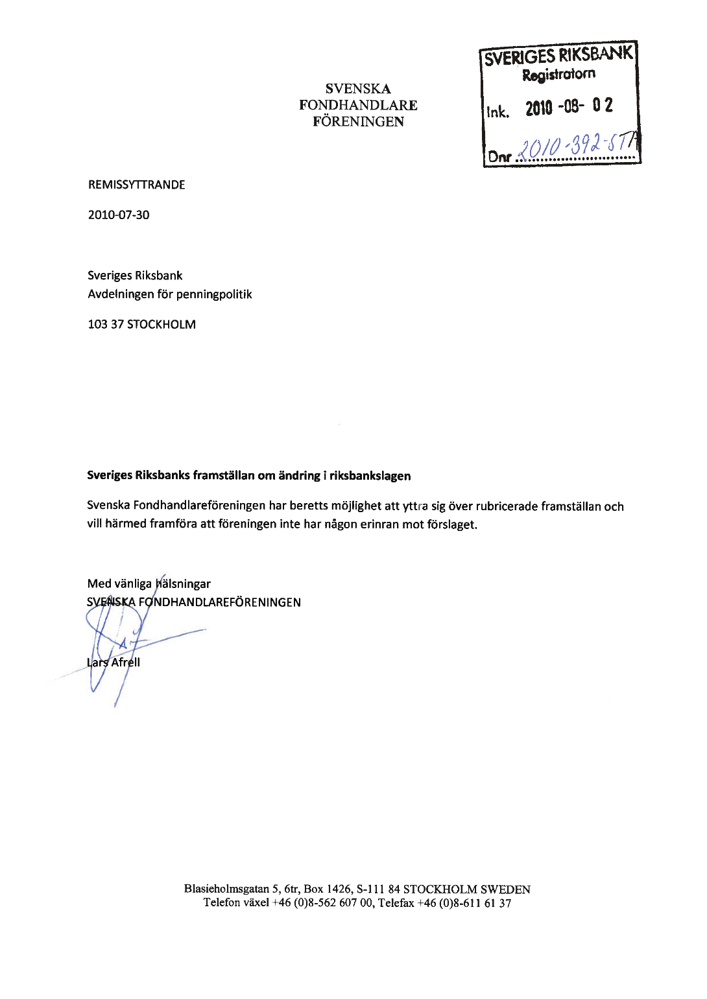 SVENSKA
FONDHANDLARE
FÖRENINGEN
SVERIGES RIKSBANK
Registratorn
Ink. 2010 -08- 02
Dnr 2010-392-STA
REMISSYTTRANDE
2010-07-30
Sveriges Riksbank
Avdelningen för penningpolitik
103 37 STOCKHOLM
Sveriges Riksbanks framställan om ändring i riksbankslagen
Svenska Fondhandlareföreningen har beretts möjlighet att yttra sig över rubricerade framställan och
vill härmed framföra att föreningen inte har någon erinran mot förslaget.
Med vänliga hälsningar
SVENSKA FONDHANDLAREFÖRENINGEN
Lars Afrell
Blasieholmsgatan 5, 6tr, Box 1426, S-111 84 STOCKHOLM SWEDEN
Telefon växel +46 (0)8-562 607 00, Telefax +46 (0)8-611 61 37